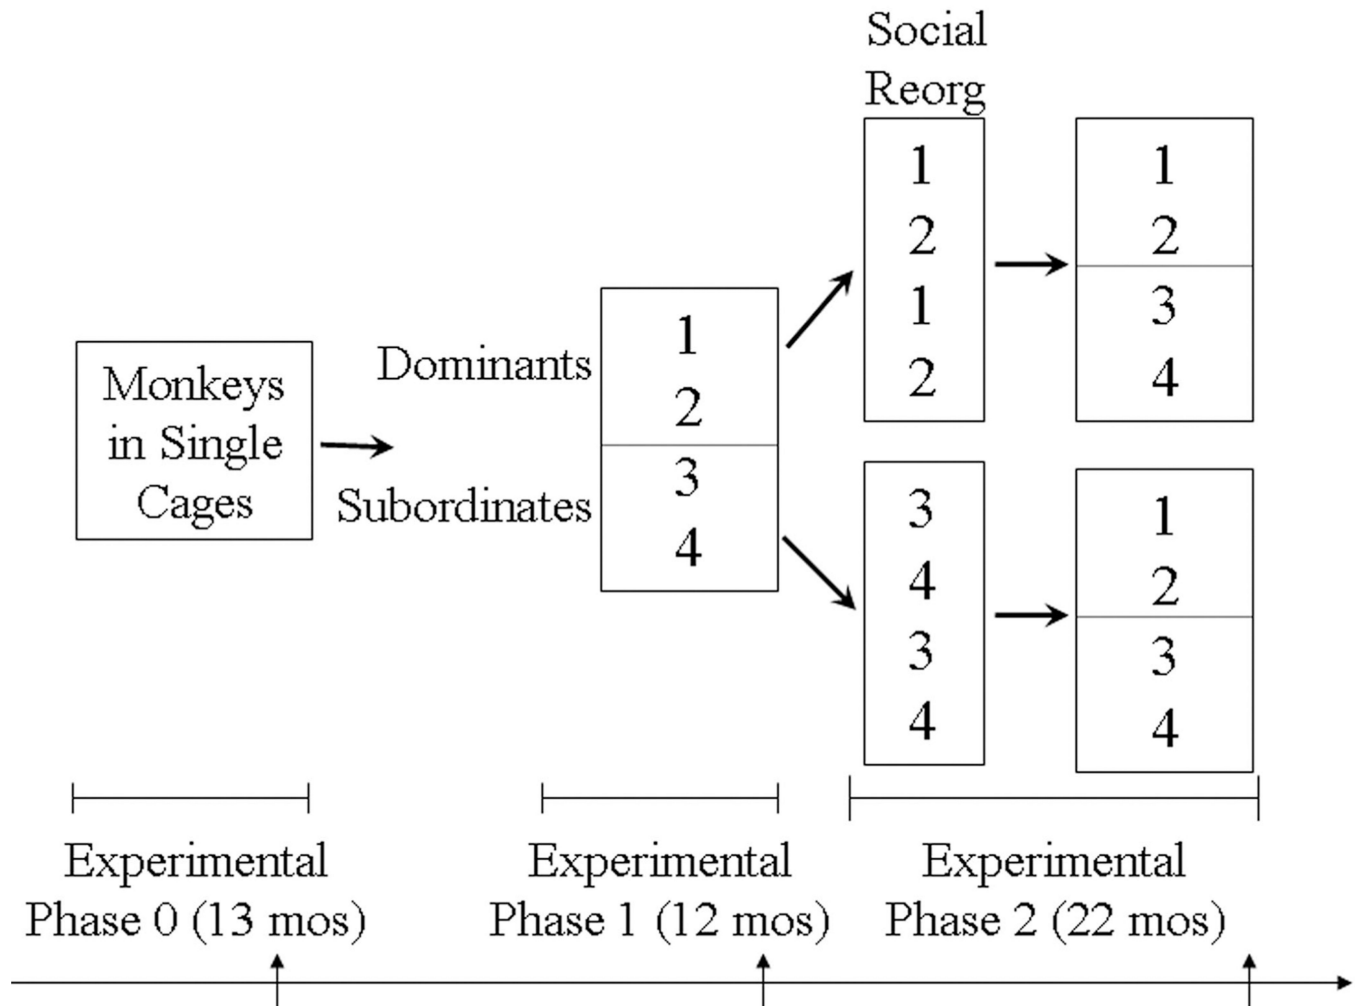 Social
Reorg
Monkeys
in Single
Cages
Dominants
Subordinates
1
2
3
4
1
2
1
2
1
2
3
4
3
4
3
4
1
2
3
4
Experimental
Phase 0 (13 mos)
Experimental
Phase 1 (12 mos)
Experimental
Phase 2 (22 mos)